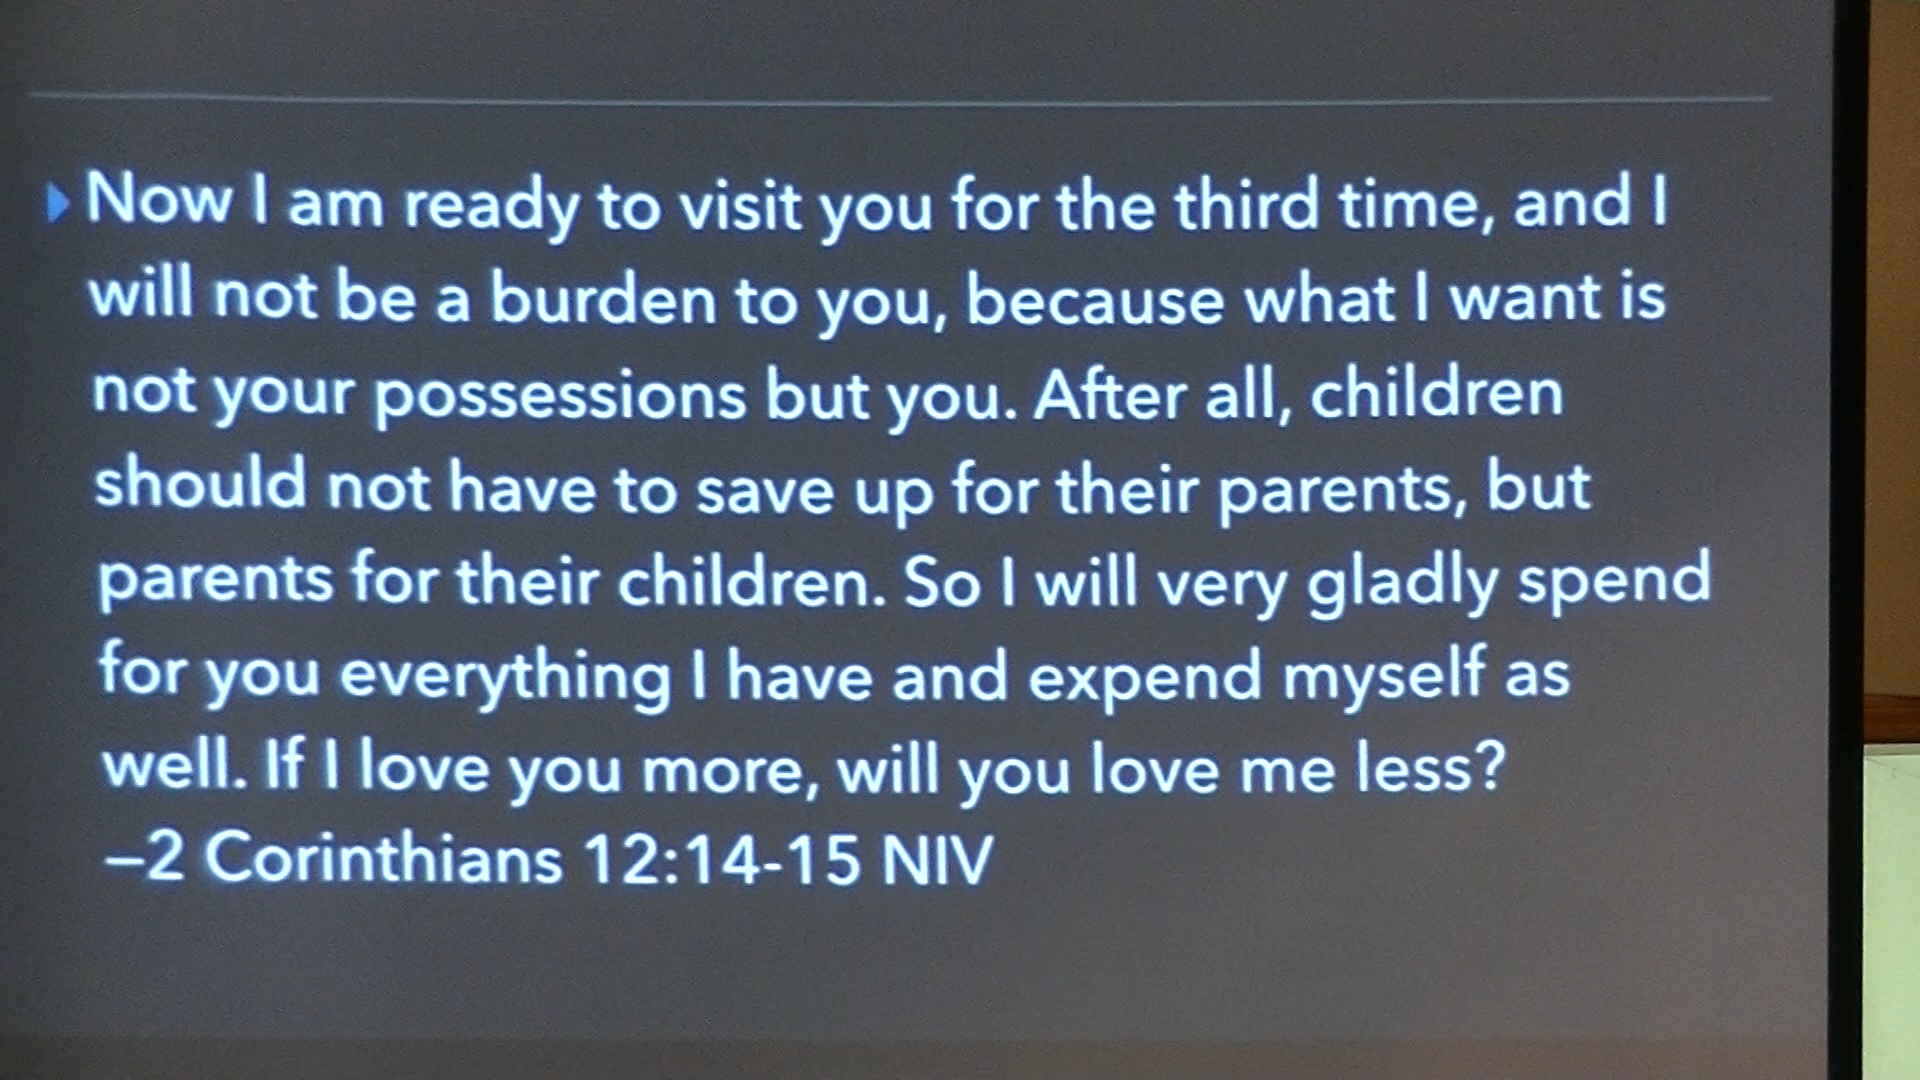 Now I am ready to visit you for the third time, and I
will not be a burden to you, because what I want is
not your possessions but you. After all, children
should not have to save up for their parents, but
parents for their children. So I will very gladly spend
for you everything I have and expend myself as
well. If I love you more, will you love me less?
–2 Corinthians 12:14-15 NIV